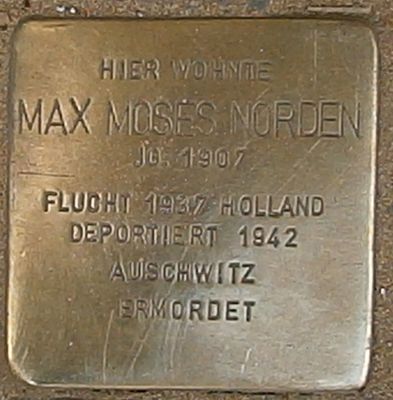 HIER WOHNTE
MAX MOSES NORDEN
JG. 1907
FLUCHT 1937 HOLLAND
DEPORTIERT 1942
AUSCHWITZ
ERMORDET